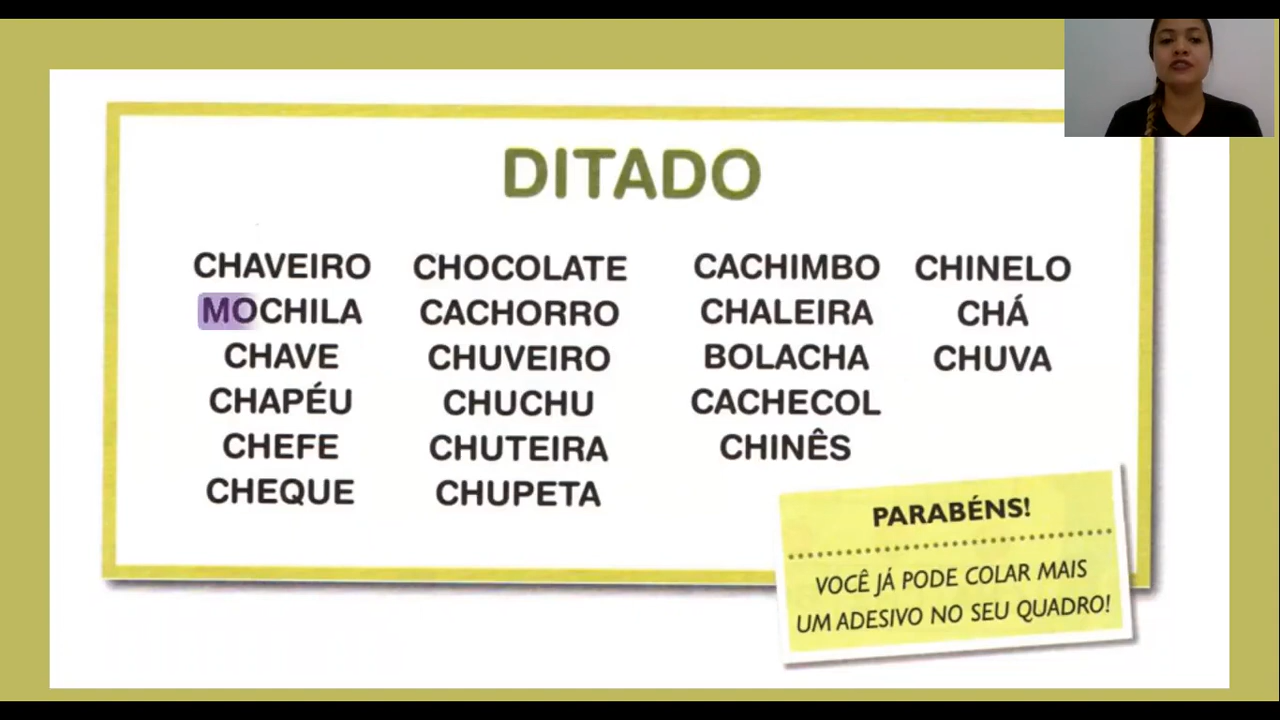 DITADO
CHAVEIRO CHOCOLATE CACHIMBO CHINELO
MOCHILA CACHORRO CHALEIRA CHÁ
CHAVE CHUVEIRO BOLACHA CHUVA
CHAPÉU CHUCHU CACHECOL
CHEFE CHUTEIRA CHINÊS
CHEQUE CHUPETA
PARABÉNS!
VOCÊ JÁ PODE COLAR MAIS
UM ADESIVO NO SEU QUADRO!